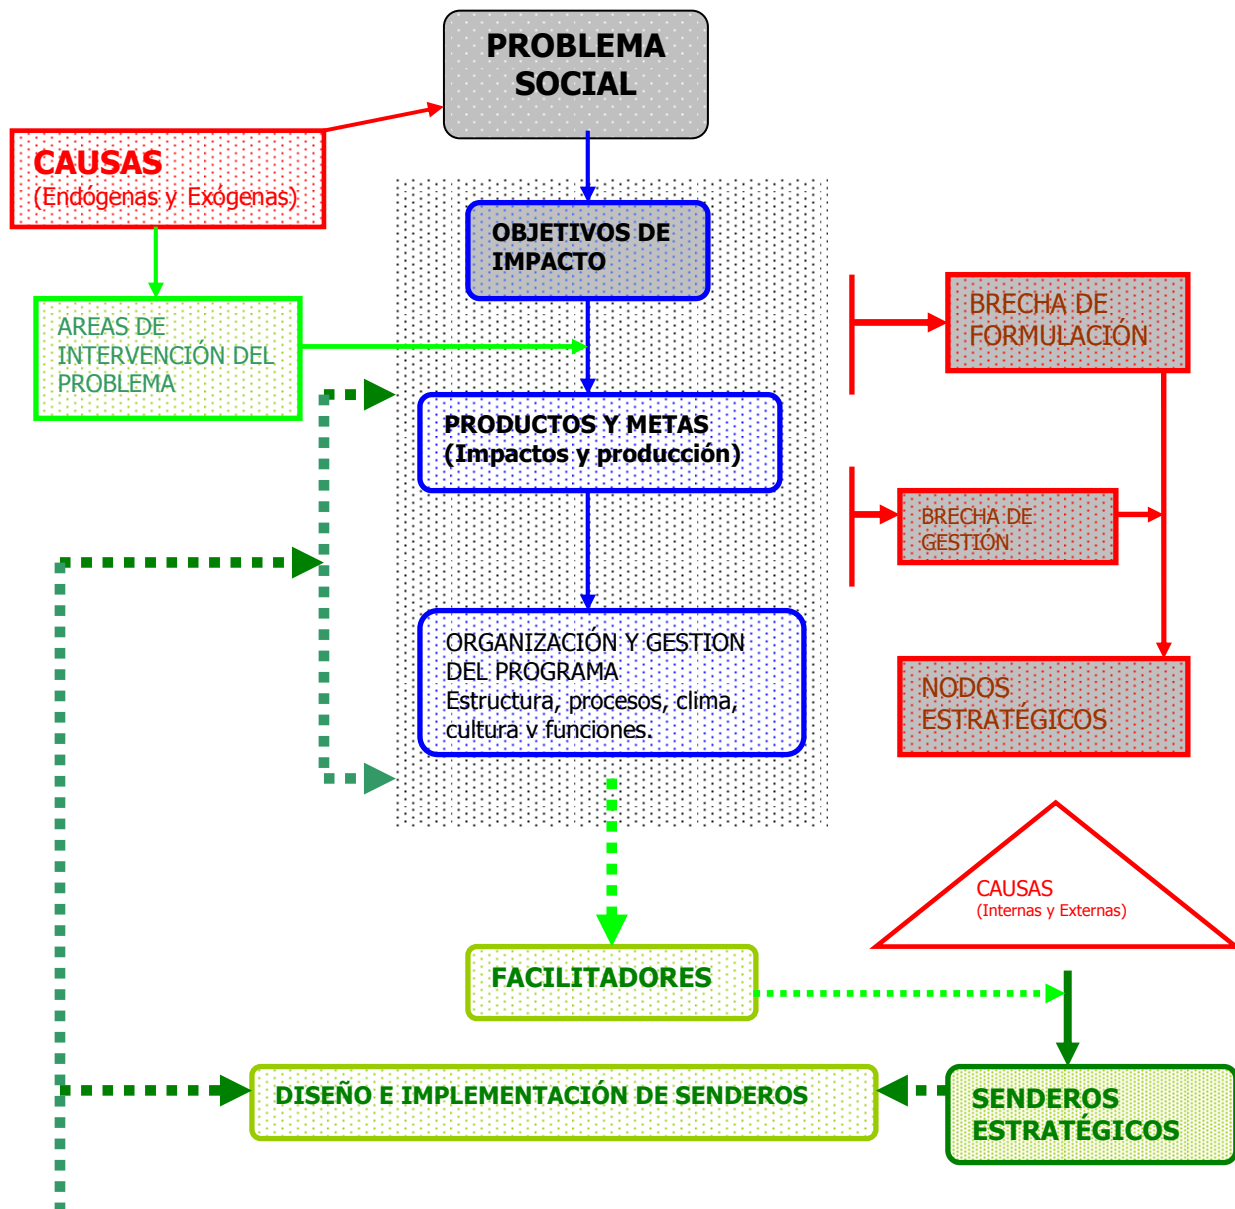 PROBLEMA
SOCIAL
CAUSAS
(Endógenas y Exógenas)
OBJETIVOS DE
IMPACTO
AREAS DE
INTERVENCIÓN DEL
PROBLEMA
BRECHA DE
FORMULACIÓN
PRODUCTOS Y METAS
(Impactos y producción)
BRECHA DE
GESTIÓN
ORGANIZACIÓN Y GESTION
DEL PROGRAMA
Estructura, procesos, clima,
cultura y funciones.
NODOS
ESTRATÉGICOS
CAUSAS
(Internas y Externas)
FACILITADORES
DISEÑO E IMPLEMENTACIÓN DE SENDEROS
SENDEROS
ESTRATÉGICOS